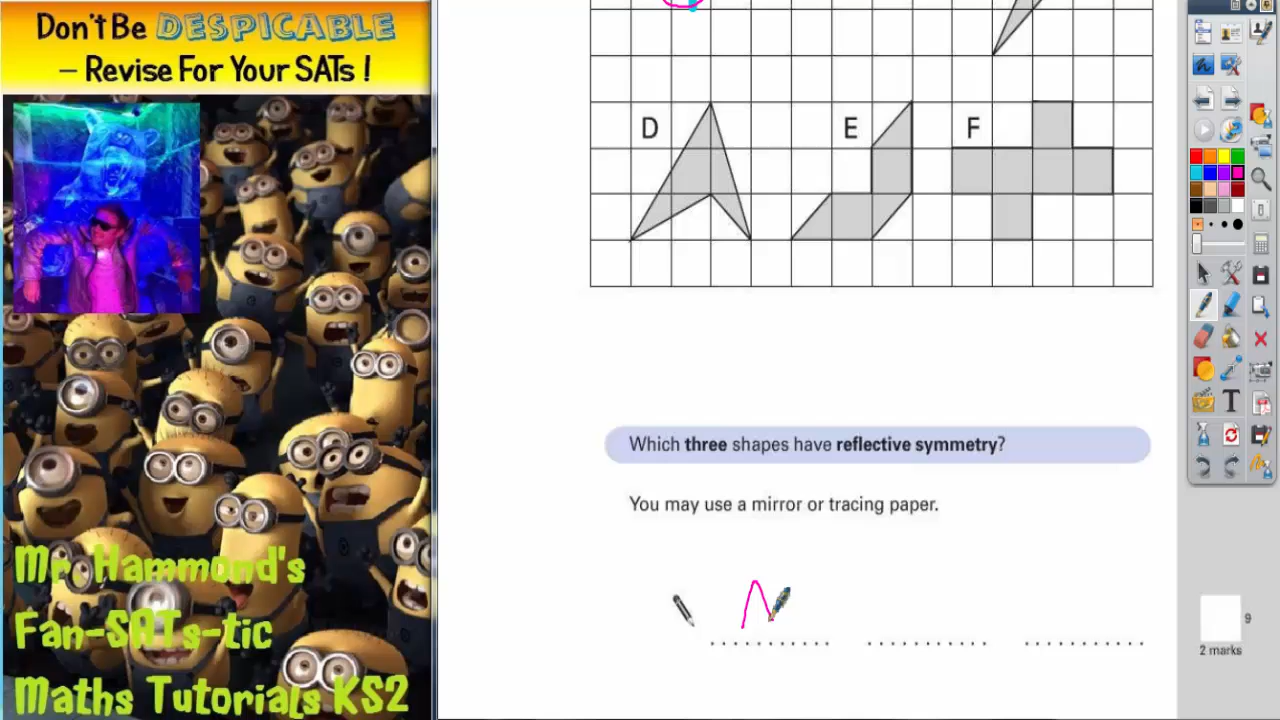 Don't Be DESPICABLE
– Revise For Your SATs !
D
E
F
Which three shapes have reflective symmetry?
You may use a mirror or tracing paper.
Mr. Hammond's
Fan-SATs-tic
Maths Tutorials KS2
9
2 marks